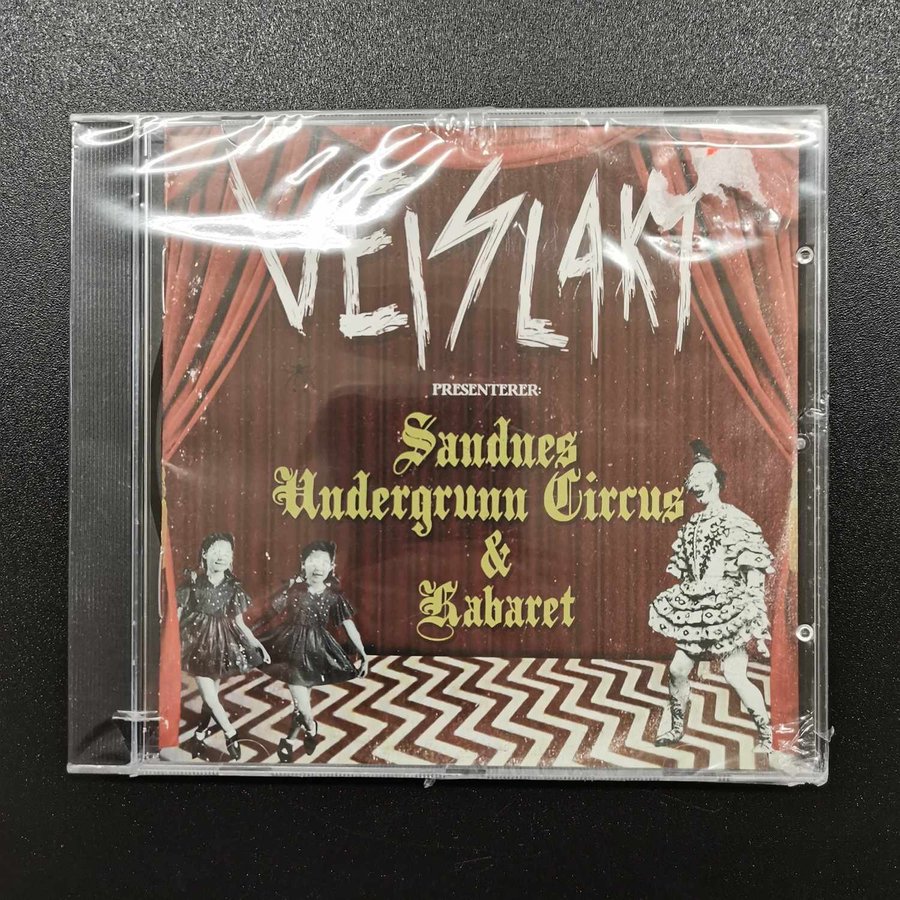 VEISLAKT
PRESENTERER:
Sandnes
Undergrunn Circus
&
Kabaret